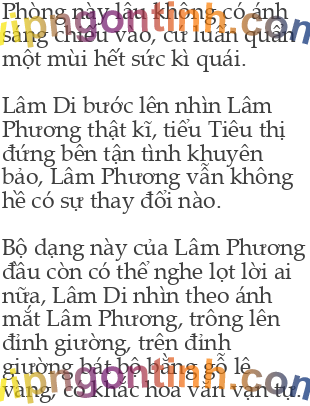 Phòng này lâu không có ánh
sáng chiếu vào, cứ luẩn quẩn
một mùi hết sức kì quái.
Lâm Di bước lên nhìn Lâm
Phương thật kĩ, tiểu Tiêu thị
đứng bên tận tình khuyên
bảo, Lâm Phương vẫn không
hề có sự thay đổi nào.
Bộ dạng này của Lâm Phương
đâu còn có thể nghe lọt lời ai
nữa, Lâm Di nhìn theo ánh
mắt Lâm Phương, trông lên
đỉnh giường, trên đỉnh
giường bát bộ bằng gỗ lê
vàng, có khắc hoa văn vạn tự.